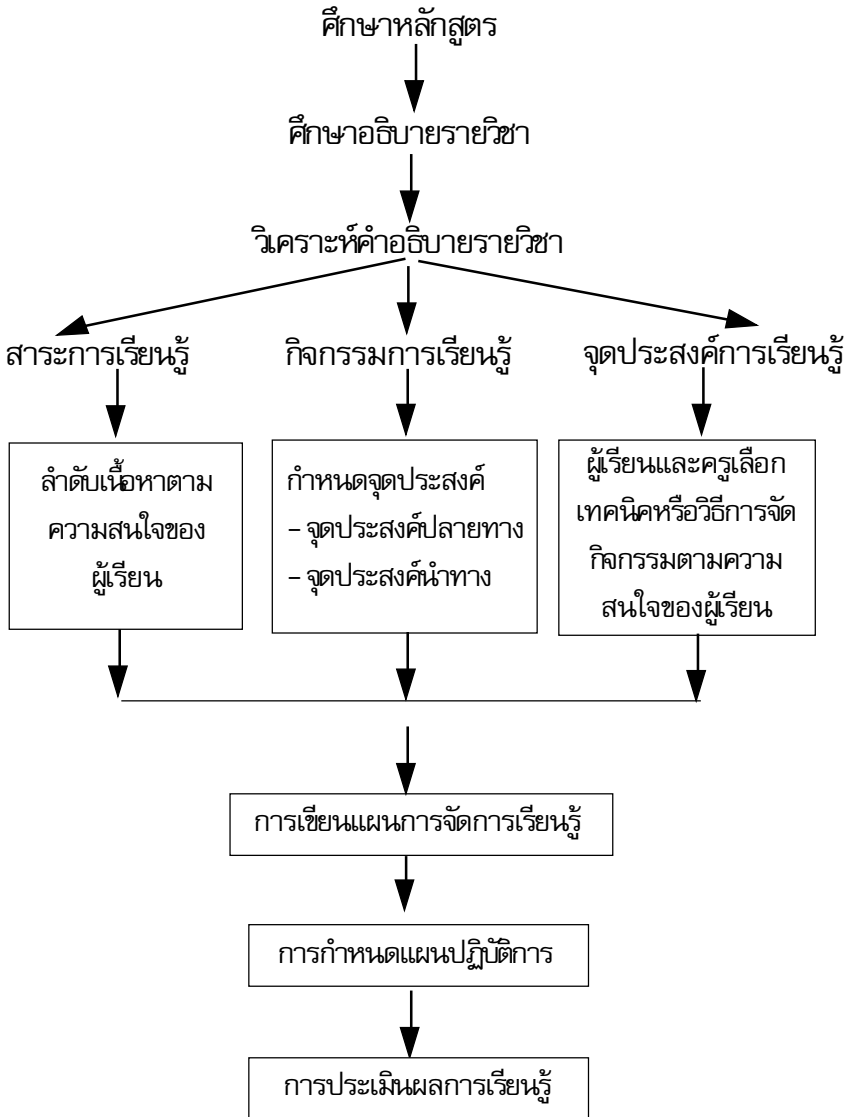 ศึกษาหลักสูตร
ศึกษาอธิบายรายวิชา
วิเคราะห์คำอธิบายรายวิชา
สาระการเรียนรู้
กิจกรรมการเรียนรู้
จุดประสงค์การเรียนรู้
ลำดับเนื้อหาตาม
ความสนใจของ
ผู้เรียน
กำหนดจุดประสงค์
– จุดประสงค์ปลายทาง
– จุดประสงค์นำทาง
ผู้เรียนและครูเลือก
เทคนิคหรือวิธีการจัด
กิจกรรมตามความ
สนใจของผู้เรียน
การเขียนแผนการจัดการเรียนรู้
การกำหนดแผนปฏิบัติการ
การประเมินผลการเรียนรู้